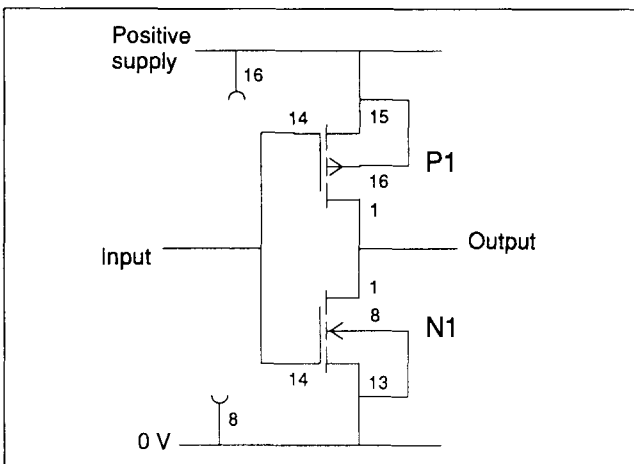 Positive
supply
16
14
15
P1
16
1
Input
Output
1
8
N1
14
13
8
0 V